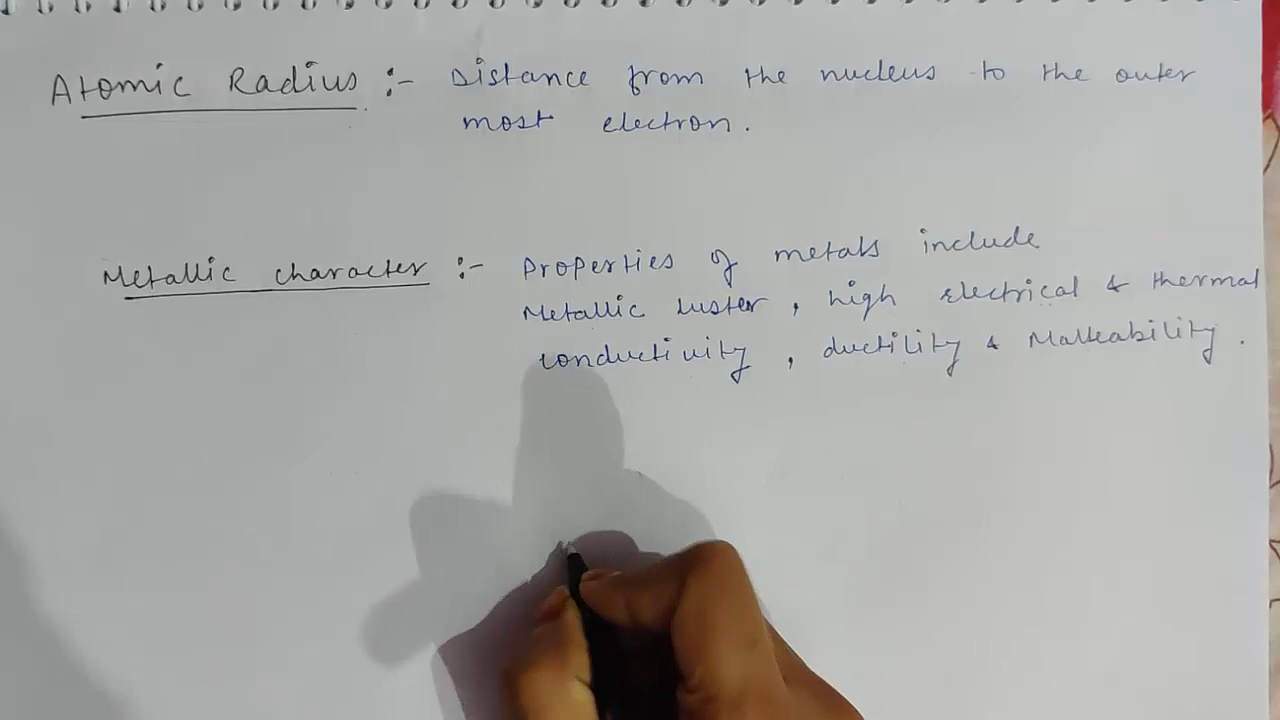 Atomic Radius :- Distance from the nucleus to the outer
most electron.
Metallic character :- Properties of metals include
Metallic luster, high electrical & thermal
conductivity, ductility & Malleability.